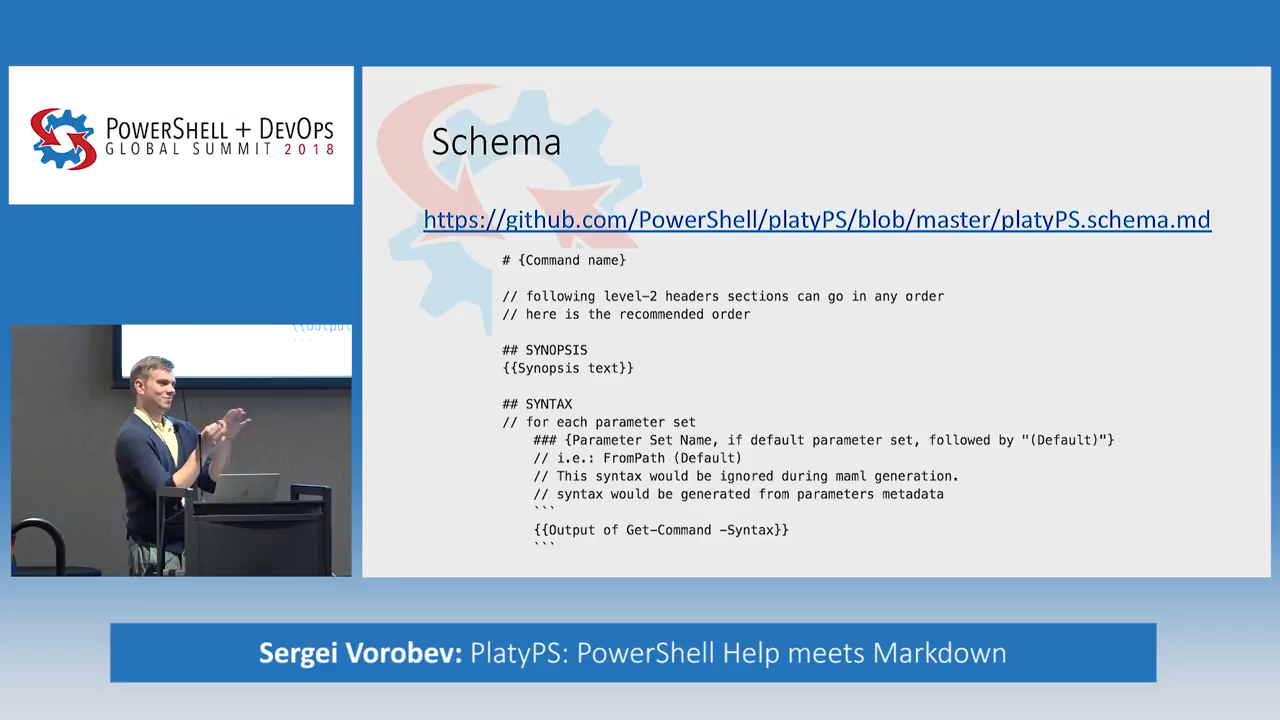 POWERSHELL + DEVOPS
GLOBAL SUMMIT 2018
Schema
https://github.com/PowerShell/platyPS/blob/master/platyPS.schema.md
# {Command name}
// following level-2 headers sections can go in any order
// here is the recommended order
## SYNOPSIS
{{Synopsis text}}
## SYNTAX
// for each parameter set
### {Parameter Set Name, if default parameter set, followed by "(Default)"}
// i.e.: FromPath (Default)
// This syntax would be ignored during maml generation.
// syntax would be generated from parameters metadata
```
{{Output of Get-Command -Syntax}}
```
{{Output
```
Sergei Vorobev: PlatyPS: PowerShell Help meets Markdown